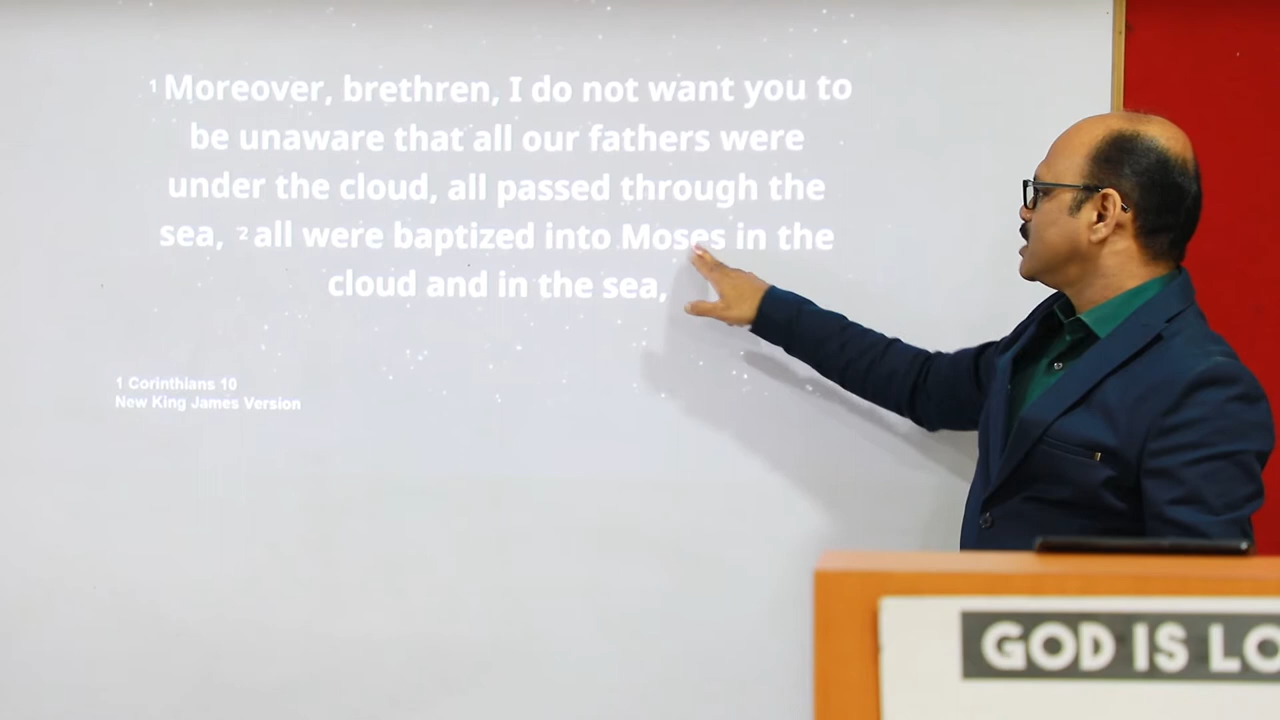 1 Moreover, brethren, I do not want you to
be unaware that all our fathers were
under the cloud, all passed through the
sea, 2 all were baptized into Moses in the
cloud and in the sea,
1 Corinthians 10
New King James Version
GOD IS LO